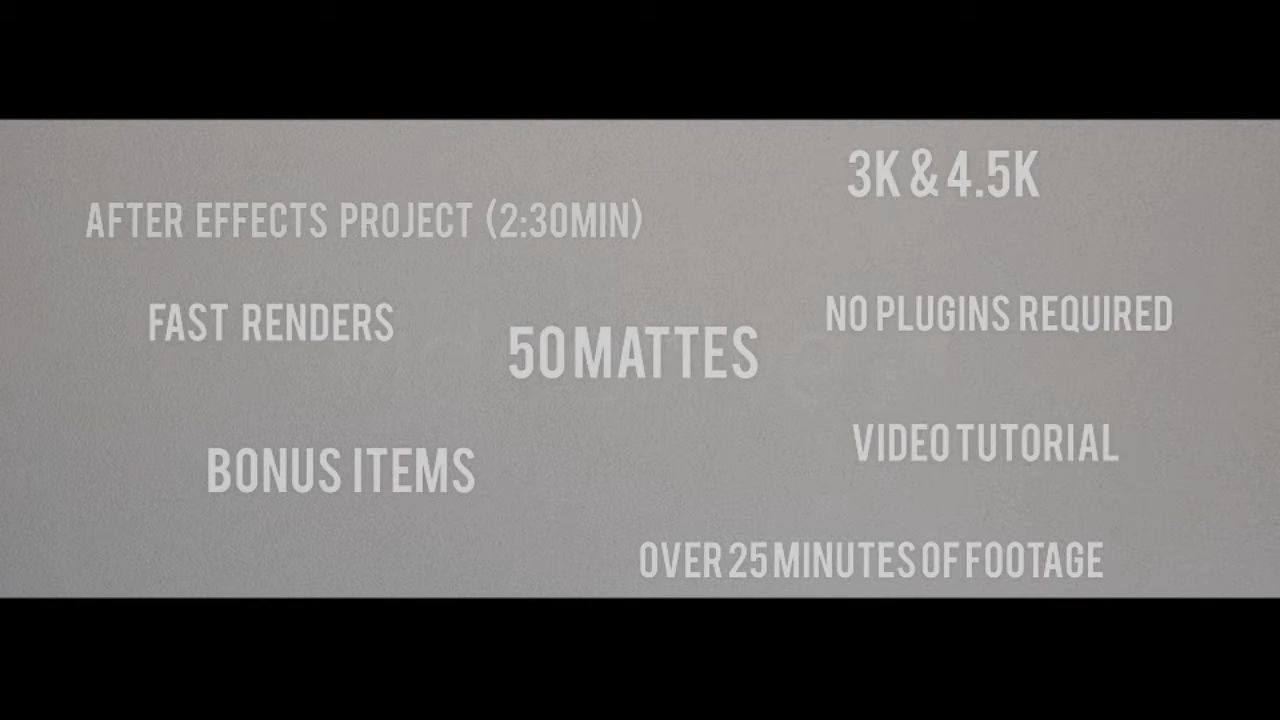 3K & 4.5K
AFTER EFFECTS PROJECT (2:30MIN)
NO PLUGINS REQUIRED
FAST RENDERS
50 MATTES
VIDEO TUTORIAL
BONUS ITEMS
OVER 25 MINUTES OF FOOTAGE